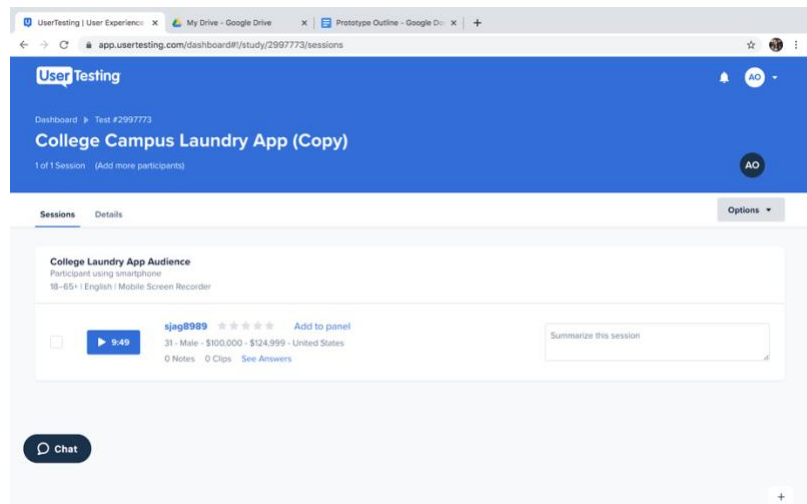 UserTesting | User Experience
My Drive - Google Drive
Prototype Outline - Google Do
app.usertesting.com/dashboard#!/study/2997773/sessions
UserTesting
AO
Dashboard Test #2997773
College Campus Laundry App (Copy)
1 of 1 Session (Add more participants)
AO
Sessions Details
Options
College Laundry App Audience
Participant using smartphone
18-65+ | English | Mobile Screen Recorder
9:49
sjag8989 Add to panel
31 - Male - $100,000 - $124,999 - United States
0 Notes 0 Clips See Answers
Summarize this session
Chat